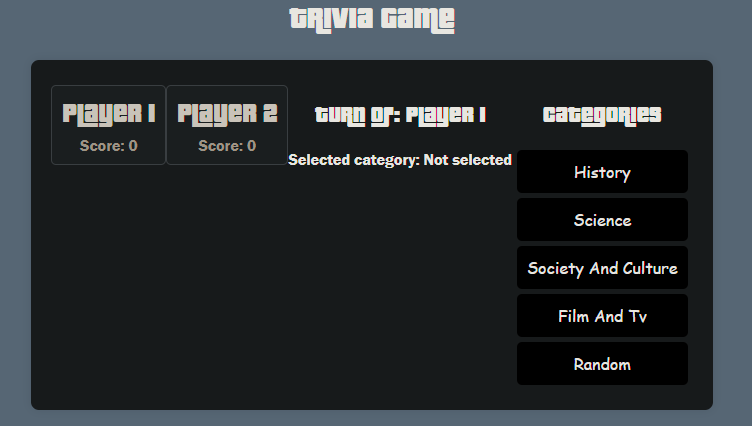 Trivia Game
Player 1
Score: 0
Player 2
Score: 0
Turn of: Player 1
Selected category: Not selected
Categories
History
Science
Society And Culture
Film And Tv
Random